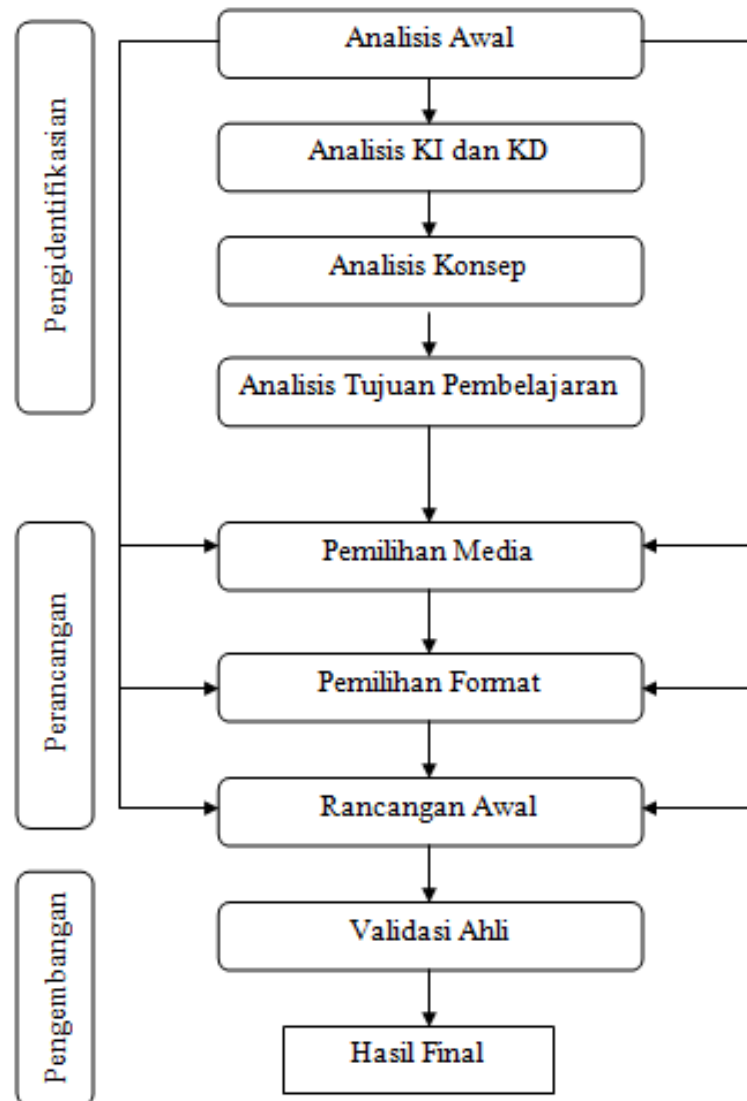 Pengidentifikasian
Analisis Awal
Analisis KI dan KD
Analisis Konsep
Analisis Tujuan Pembelajaran
Perancangan
Pemilihan Media
Pemilihan Format
Rancangan Awal
Pengembangan
Validasi Ahli
Hasil Final